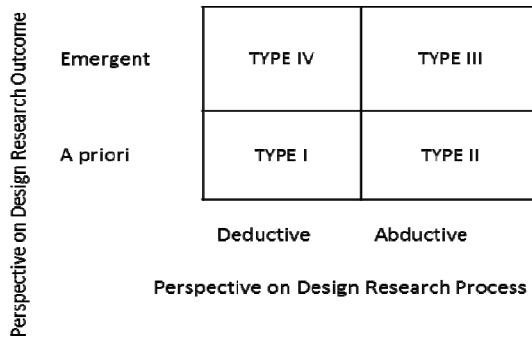 Perspective on Design Research Outcome
Emergent
TYPE IV
TYPE III
A priori
TYPE I
TYPE II
Deductive
Abductive
Perspective on Design Research Process